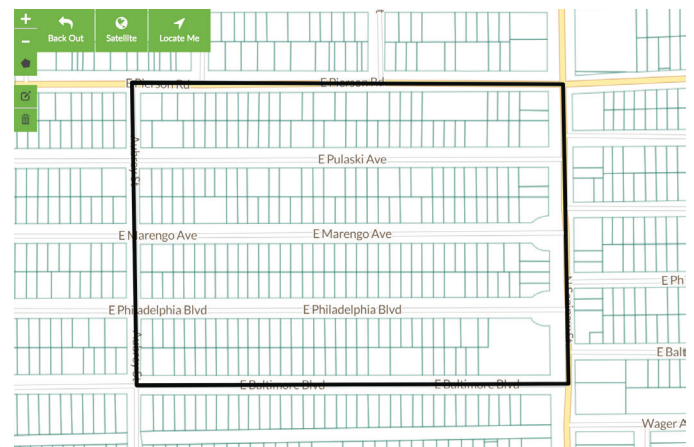 +
Back Out
Satellite
Locate Me
−
E Pierson Rd
E Pierson Rd
E Pulaski Ave
E Marengo Ave
E Marengo Ave
E Philadelphia Blvd
E Philadelphia Blvd
E Ph
E Balt
E Baltimore Blvd
E Baltimore Blvd
Wager A